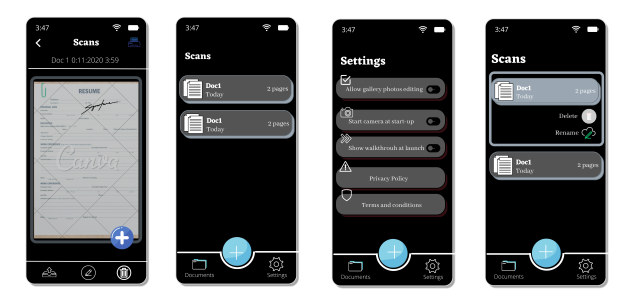 3:47
Scans
Doc 1 0:11:2020 3:59
RESUME
Canva
3:47
Scans
Doc1
Today
2 pages
Doc1
Today
2 pages
Documents
Settings
3:47
Settings
Allow gallery photos editing
Start camera at start-up
Show walkthrouh at launch
Privacy Policy
Terms and conditions
Documents
Settings
3:47
Scans
Doc1
Today
2 pages
Delete
Rename
Doc1
Today
2 pages
Documents
Settings